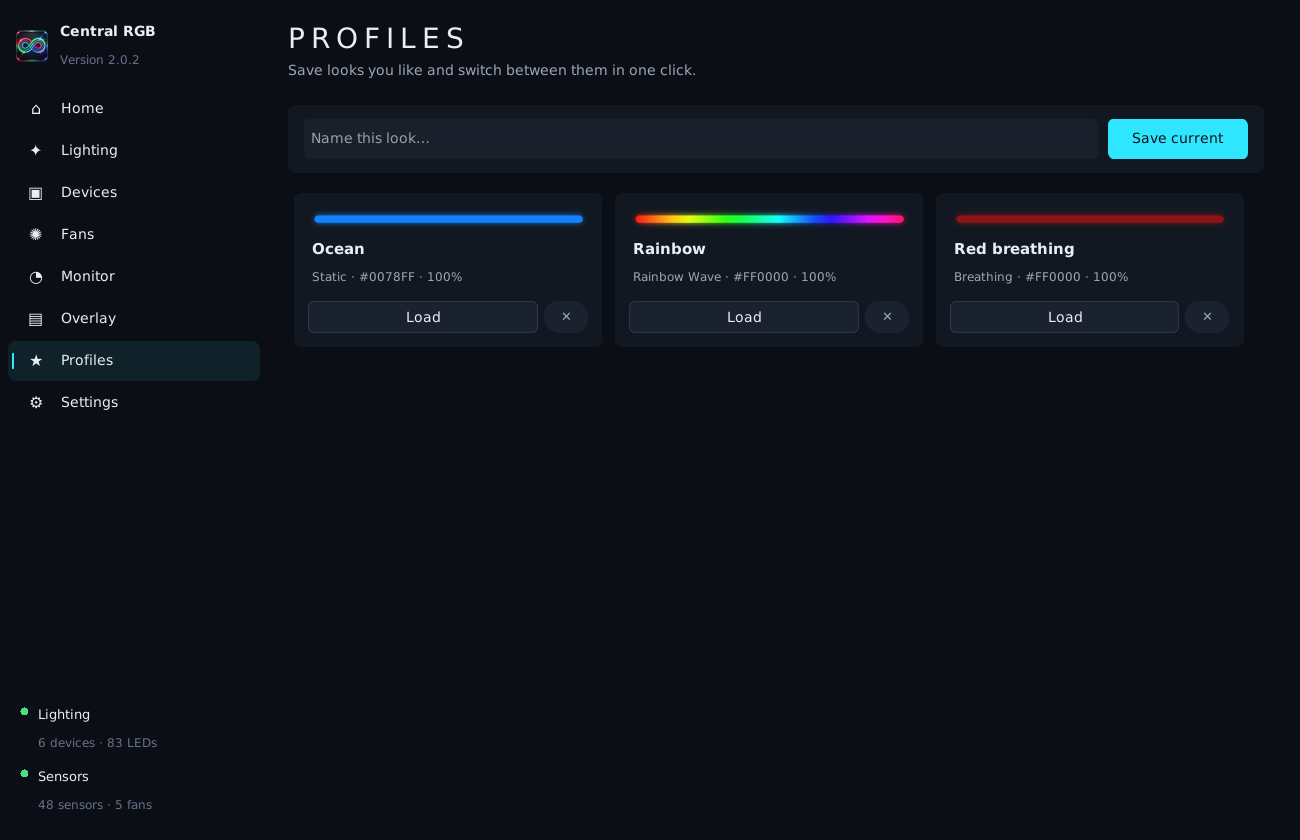 Central RGB
Version 2.0.2
Home
Lighting
Devices
Fans
Monitor
Overlay
Profiles
Settings
Lighting
6 devices · 83 LEDs
Sensors
48 sensors · 5 fans
PROFILES
Save looks you like and switch between them in one click.
Name this look...
Save current
Ocean
Static · #0078FF · 100%
Load
Rainbow
Rainbow Wave · #FF0000 · 100%
Load
Red breathing
Breathing · #FF0000 · 100%
Load